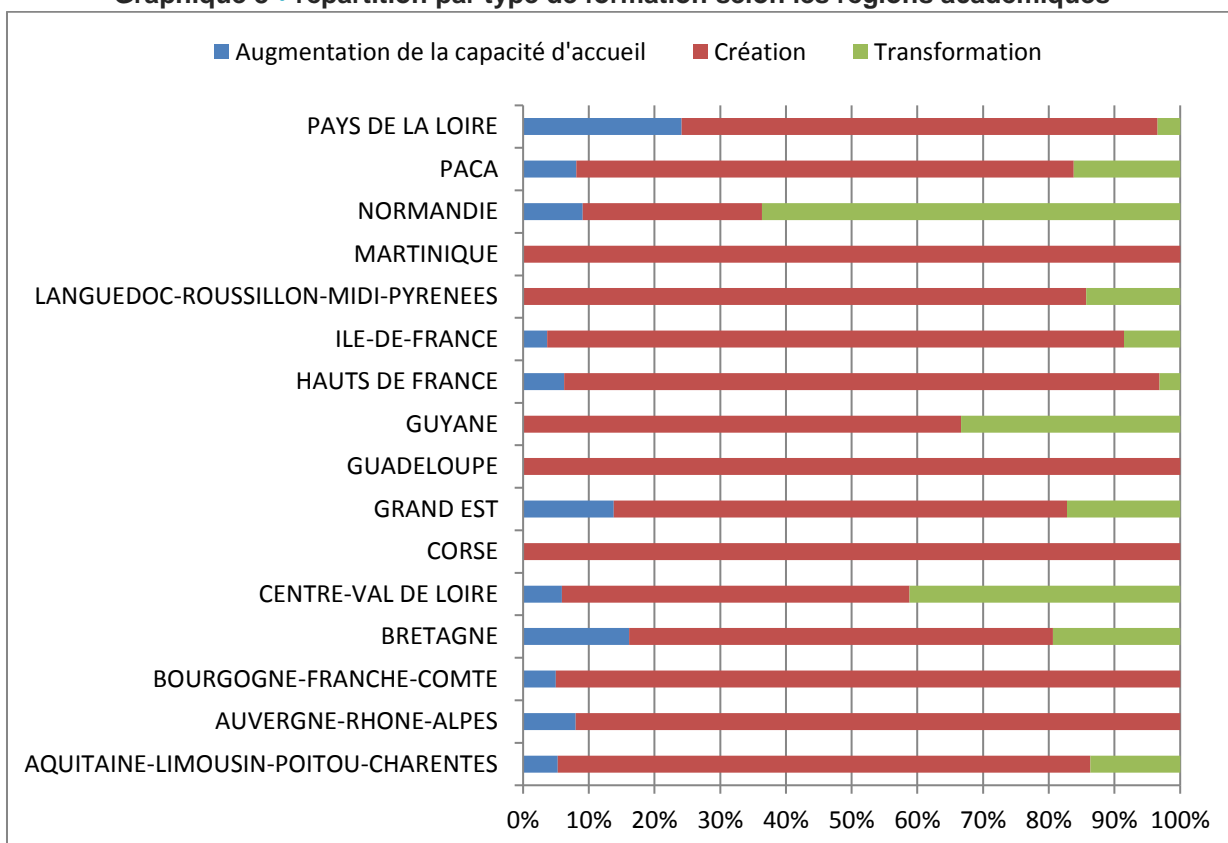 Augmentation de la capacité d'accueil Création Transformation
PAYS DE LA LOIRE
PACA
NORMANDIE
MARTINIQUE
LANGUEDOC-ROUSSILLON-MIDI-PYRENEES
ILE-DE-FRANCE
HAUTS DE FRANCE
GUYANE
GUADELOUPE
GRAND EST
CORSE
CENTRE-VAL DE LOIRE
BRETAGNE
BOURGOGNE-FRANCHE-COMTE
AUVERGNE-RHONE-ALPES
AQUITAINE-LIMOUSIN-POITOU-CHARENTES
0% 10% 20% 30% 40% 50% 60% 70% 80% 90% 100%